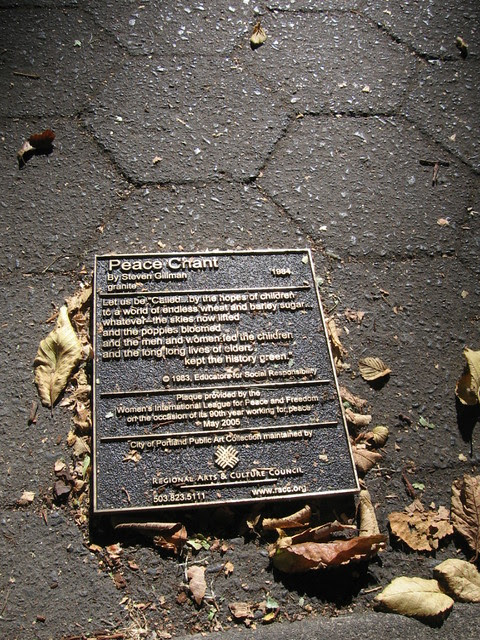 Peace Chant
By Steven Gillman 1984
granite
Let us be "Called...by the hopes of children
to a world of endless wheat and barley sugar...
whatever—the skies now lifted
and the poppies bloomed
and the men and women fed the children
and the long long lives of elders
kept the history green."
© 1983, Educators for Social Responsibility
Plaque provided by the
Women's International League for Peace and Freedom
on the occasion of its 90th year working for peace
May 2005
City of Portland Public Art Collection maintained by
REGIONAL ARTS & CULTURE COUNCIL
503.823.5111 www.racc.org